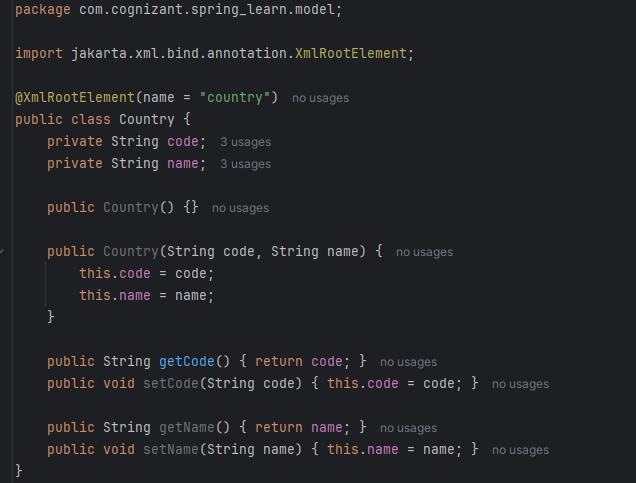 package com.cognizant.spring_learn.model;
import jakarta.xml.bind.annotation.XmlRootElement;
@XmlRootElement(name = "country") no usages
public class Country {
private String code; 3 usages
private String name; 3 usages
public Country() {} no usages
public Country(String code, String name) { no usages
this.code = code;
this.name = name;
}
public String getCode() { return code; } no usages
public void setCode(String code) { this.code = code; } no usages
public String getName() { return name; } no usages
public void setName(String name) { this.name = name; } no usages
}